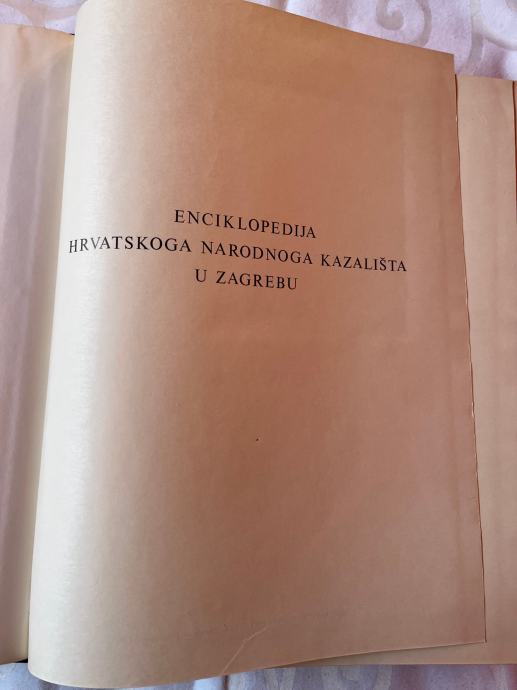 ENCIKLOPEDIJA
HRVATSKOGA NARODNOGA KAZALIŠTA
U ZAGREBU